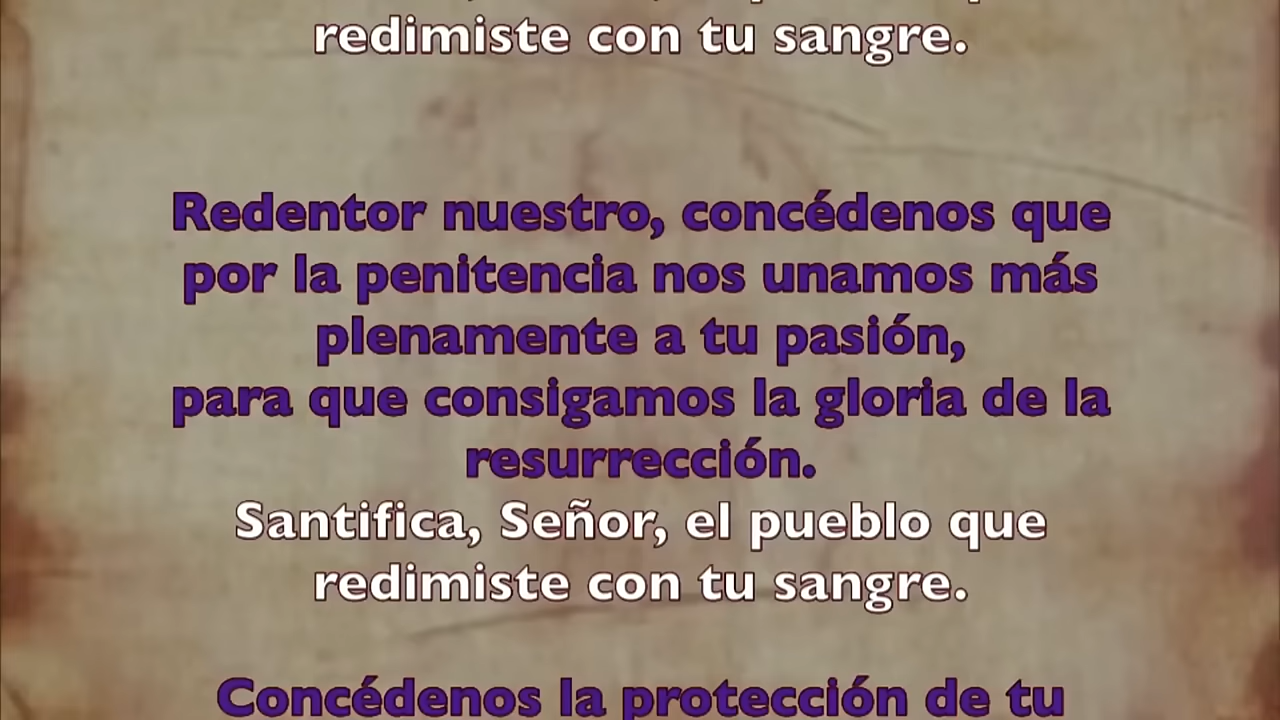 redimiste con tu sangre.
Redentor nuestro, concédenos que
por la penitencia nos unamos más
plenamente a tu pasión,
para que consigamos la gloria de la
resurrección.
Santifica, Señor, el pueblo que
redimiste con tu sangre.
Concédenos la protección de tu